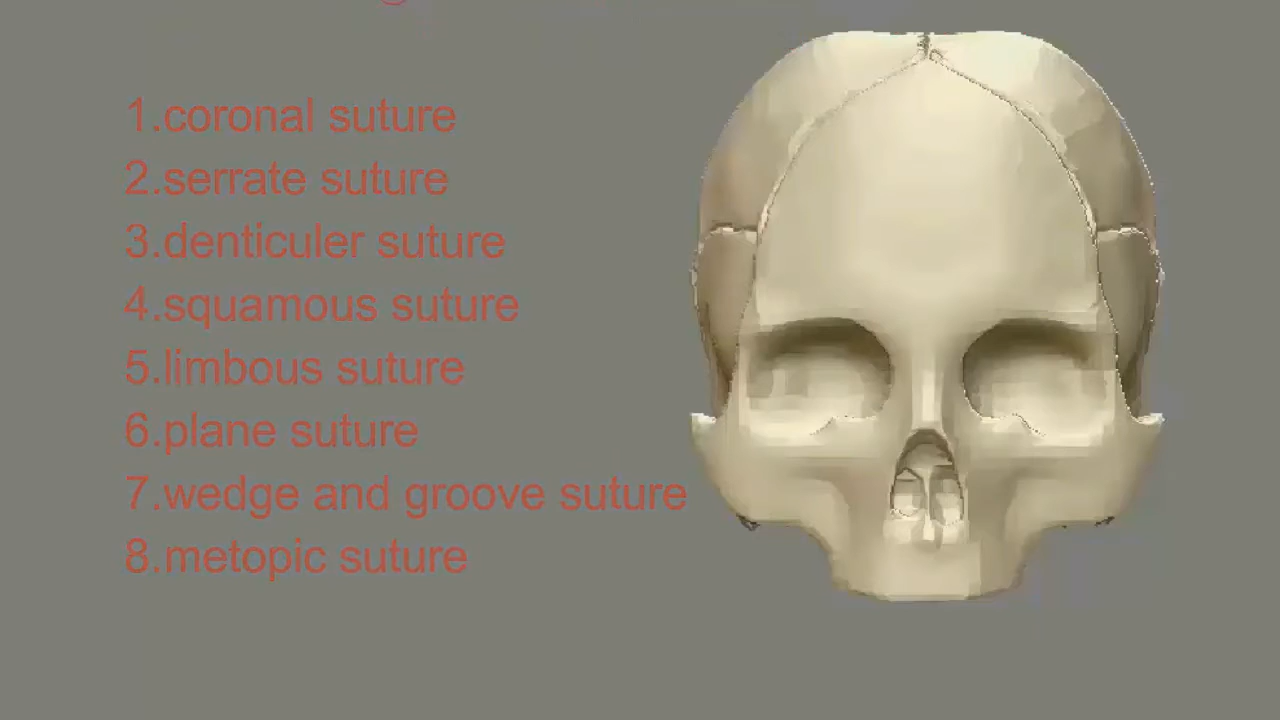 1.coronal suture
2.serrate suture
3.denticuler suture
4.squamous suture
5.limbous suture
6.plane suture
7.wedge and groove suture
8.metopic suture